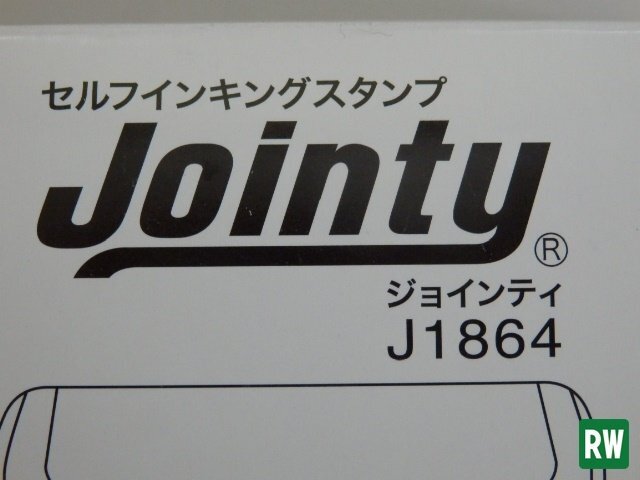 セルフインキングスタンプ
Jointy®
ジョインティ
J1864
RW